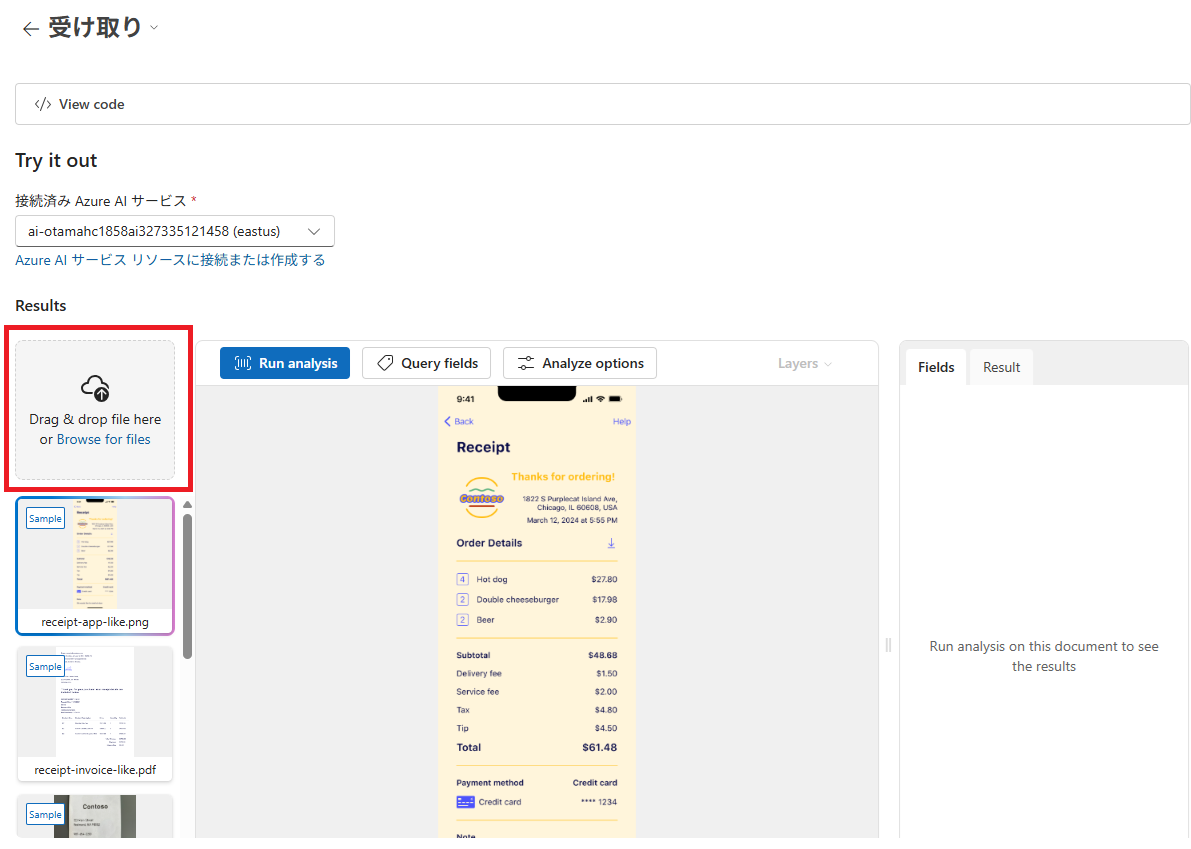 受け取り
View code
Try it out
接続済み Azure AI サービス *
ai-otamahc1858ai327335121458 (eastus)
Azure AI サービス リソースに接続または作成する
Results
Drag & drop file here
or Browse for files
Sample
receipt-app-like.png
Sample
receipt-invoice-like.pdf
Sample
Contoso
Run analysis
Query fields
Analyze options
Layers
9:41
Back
Help
Receipt
Thanks for ordering!
Contoso
1822 S Purplecat Island Ave,
Chicago, IL 60608, USA
March 12, 2024 at 5:55 PM
Order Details
4 Hot dog $27.80
2 Double cheeseburger $17.98
2 Beer $2.90
Subtotal $48.68
Delivery fee $1.50
Service fee $2.00
Tax $4.80
Tip $4.50
Total $61.48
Payment method Credit card
Credit card **** 1234
Note
Fields
Result
Run analysis on this document to see
the results